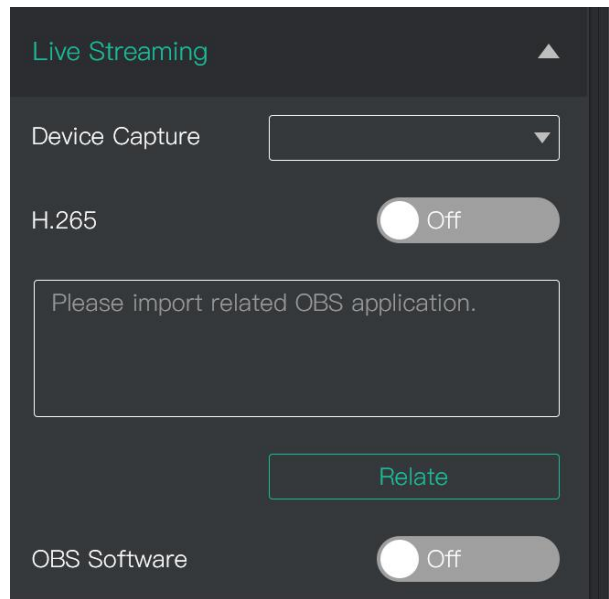 Live Streaming
Device Capture
H.265
Off
Please import related OBS application.
Relate
OBS Software
Off